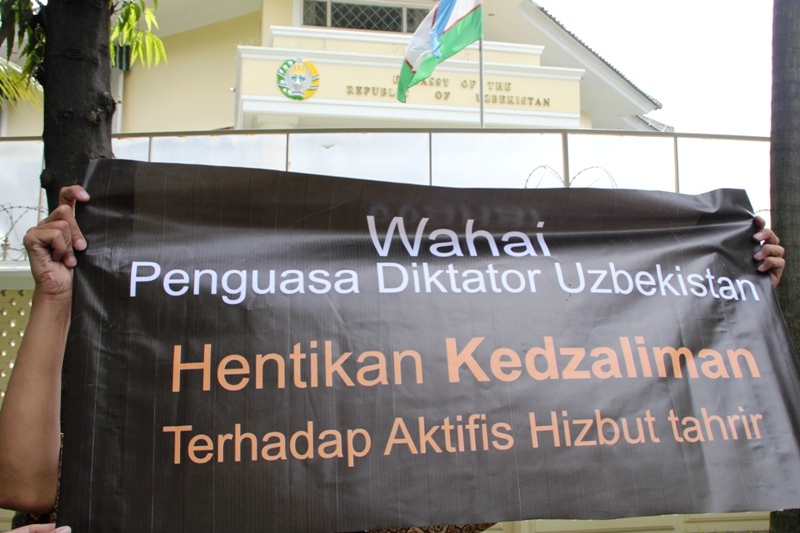 EMBASSY OF THE
REPUBLIC OF UZBEKISTAN
Wahai
Penguasa Diktator Uzbekistan
Hentikan Kedzaliman
Terhadap Aktifis Hizbut tahrir